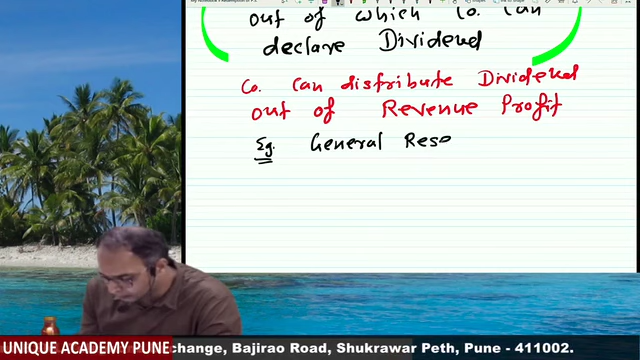 out of which Co. Can
declare Dividend
Co. Can distribute Dividend
out of Revenue Profit
Eg. General Rese
UNIQUE ACADEMY PUNE
change, Bajirao Road, Shukrawar Peth, Pune - 411002.